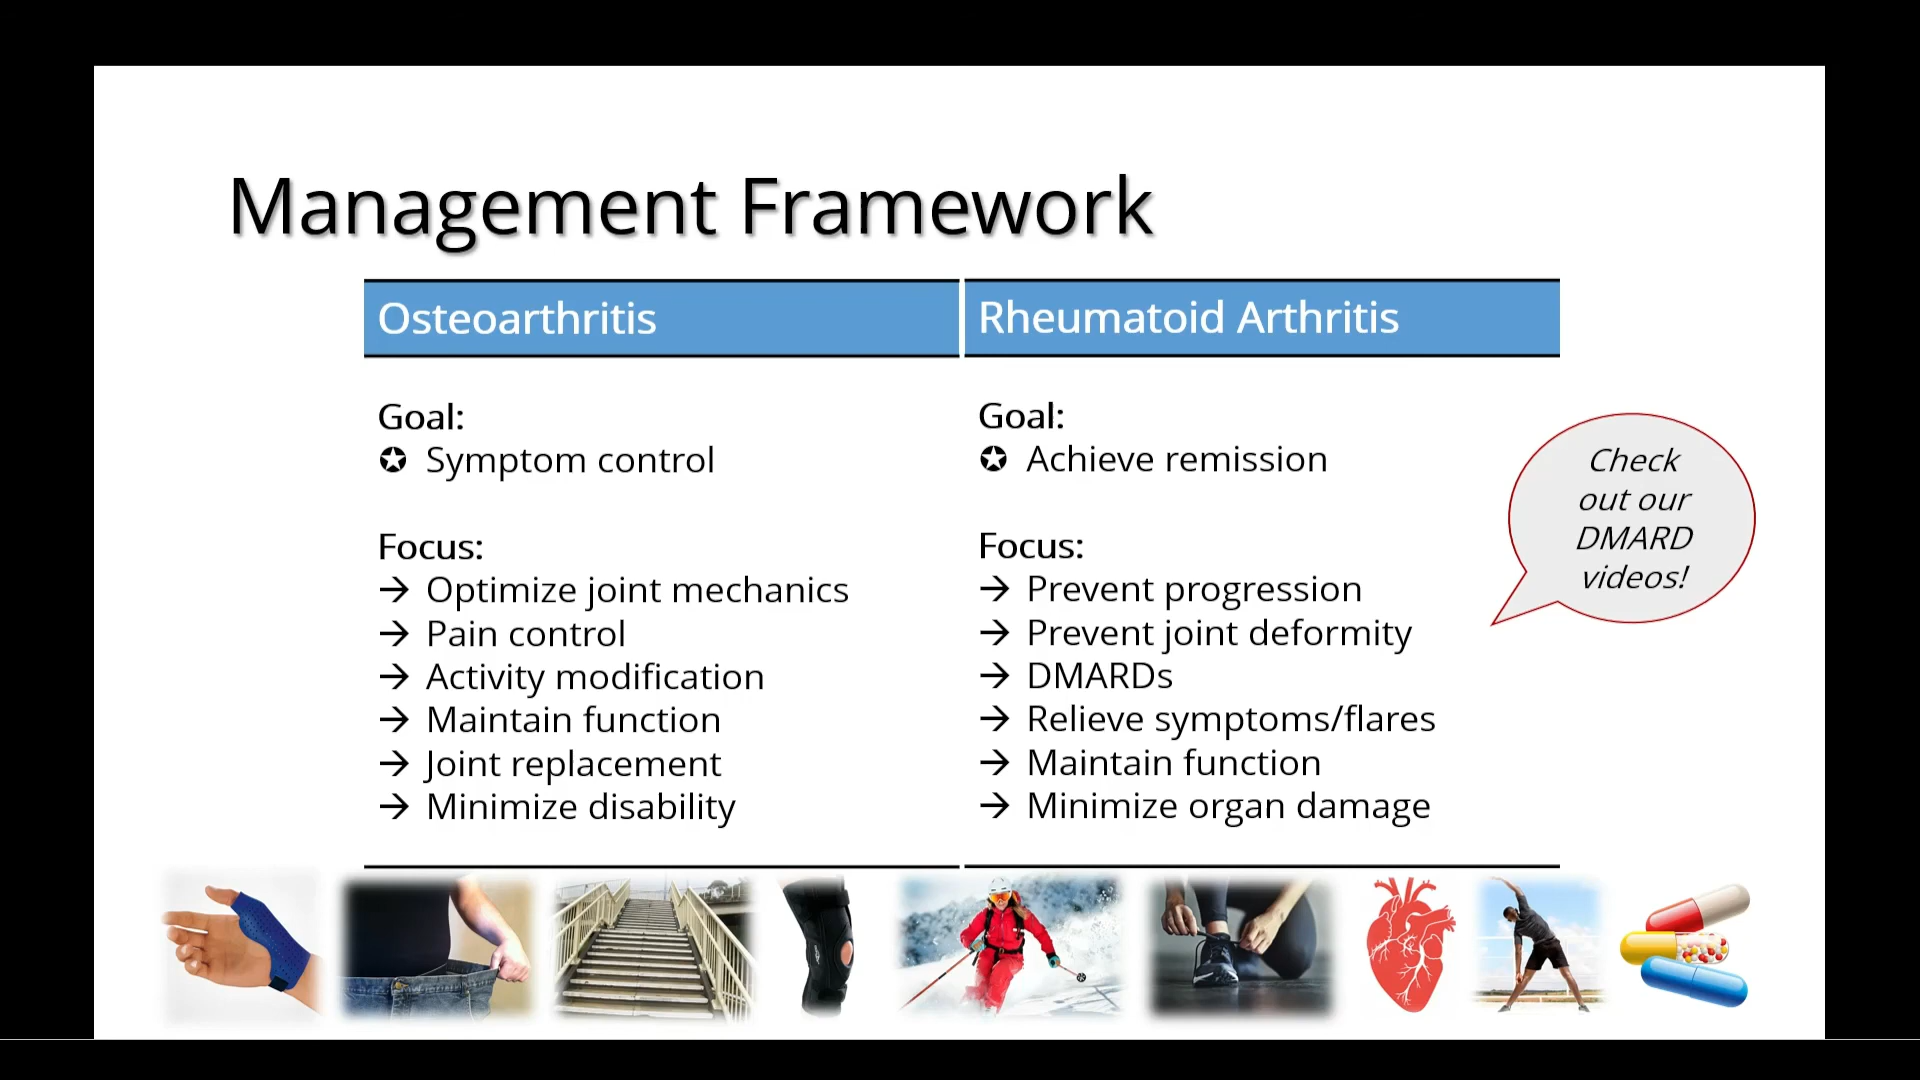 Management Framework
Osteoarthritis
Goal:
✪ Symptom control
Focus:
→ Optimize joint mechanics
→ Pain control
→ Activity modification
→ Maintain function
→ Joint replacement
→ Minimize disability
Rheumatoid Arthritis
Goal:
✪ Achieve remission
Focus:
→ Prevent progression
→ Prevent joint deformity
→ DMARDs
→ Relieve symptoms/flares
→ Maintain function
→ Minimize organ damage
Check
out our
DMARD
videos!